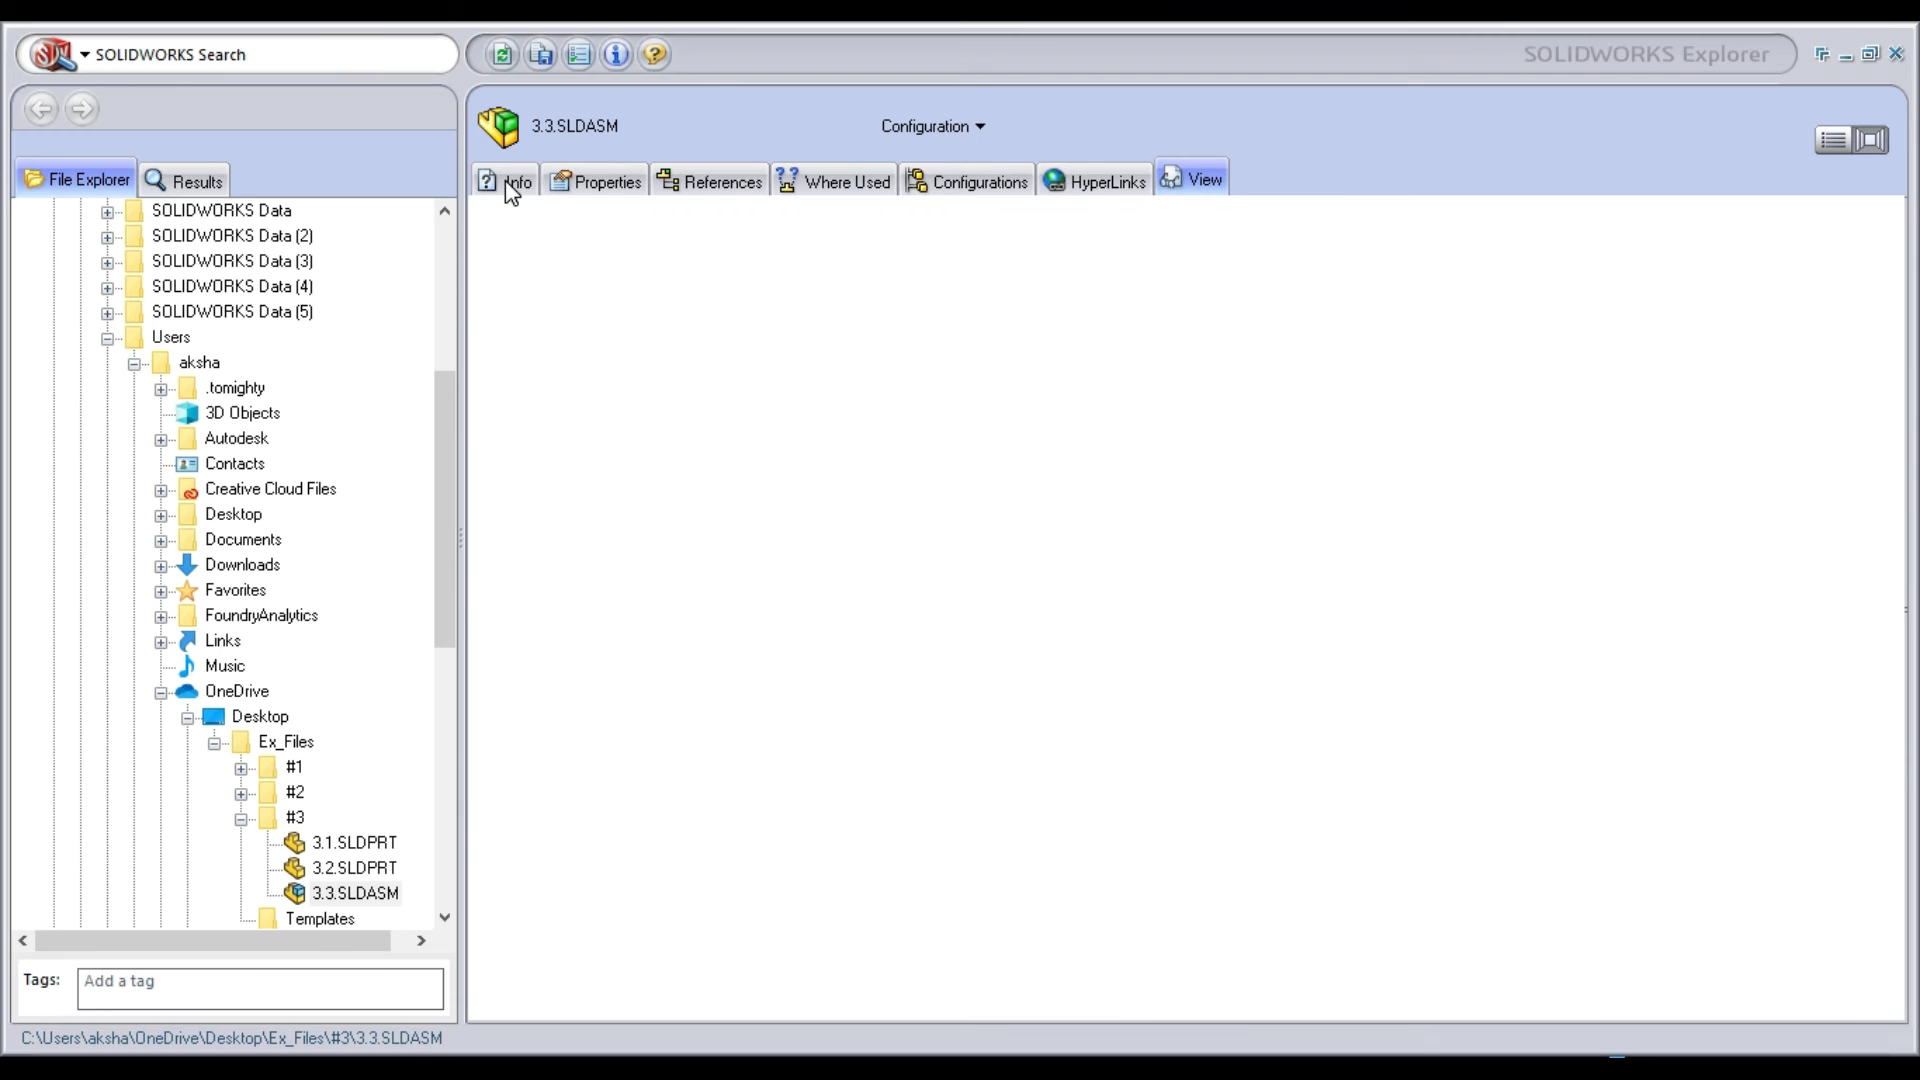 SOLIDWORKS Search
SOLIDWORKS Explorer
3.3.SLDASM
Configuration
File Explorer
Results
Info
Properties
References
Where Used
Configurations
HyperLinks
View
SOLIDWORKS Data
SOLIDWORKS Data (2)
SOLIDWORKS Data (3)
SOLIDWORKS Data (4)
SOLIDWORKS Data (5)
Users
aksha
.tomighty
3D Objects
Autodesk
Contacts
Creative Cloud Files
Desktop
Documents
Downloads
Favorites
FoundryAnalytics
Links
Music
OneDrive
Desktop
Ex_Files
#1
#2
#3
3.1.SLDPRT
3.2.SLDPRT
3.3.SLDASM
Templates
Tags:
Add a tag
C:\Users\aksha\OneDrive\Desktop\Ex_Files\#3\3.3.SLDASM